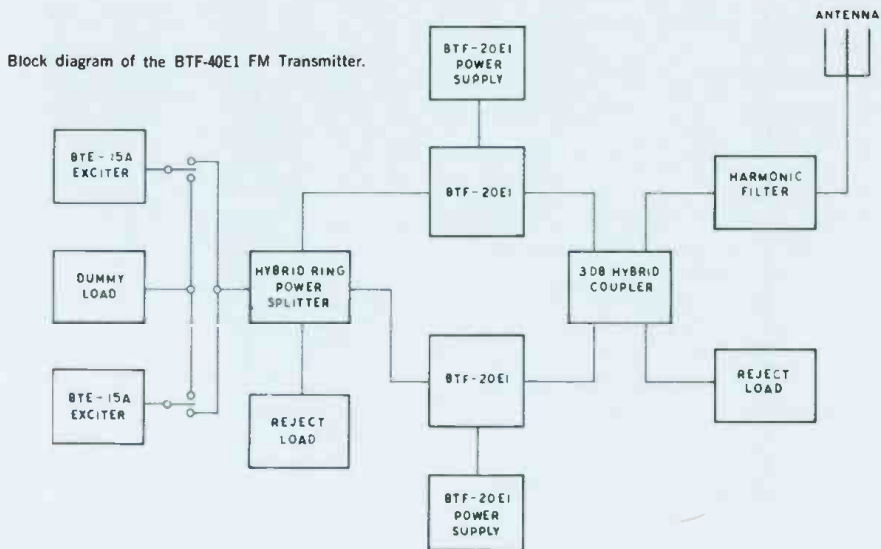 ANTENNA
Block diagram of the BTF-40E1 FM Transmitter.
BTF-20E1
POWER
SUPPLY
BTE-15A
EXCITER
BTF-20E1
HARMONIC
FILTER
DUMMY
LOAD
HYBRID RING
POWER
SPLITTER
3DB HYBRID
COUPLER
BTE-15A
EXCITER
REJECT
LOAD
BTF-20E1
REJECT
LOAD
BTF-20E1
POWER
SUPPLY